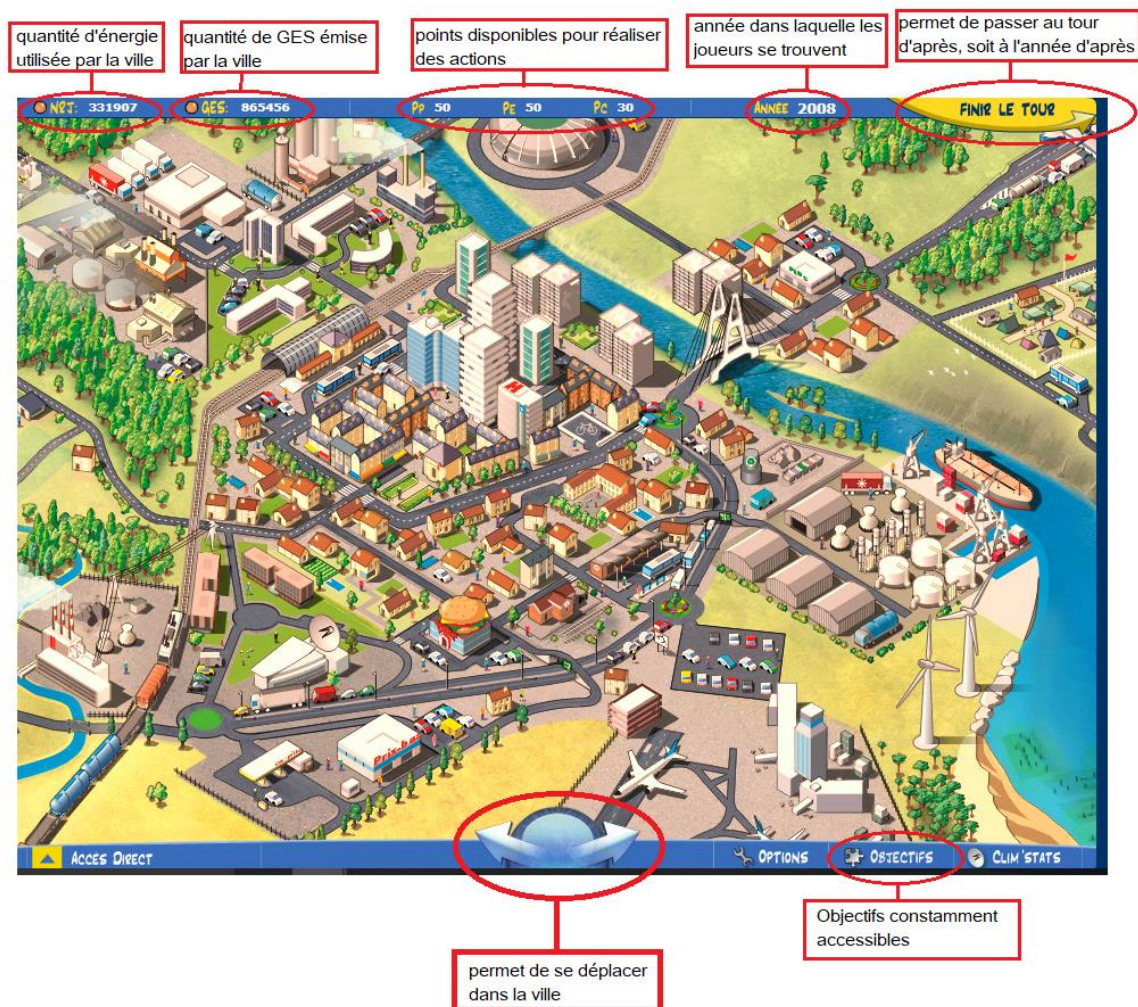 quantité d'énergie
utilisée par la ville
quantité de GES émise
par la ville
points disponibles pour réaliser
des actions
année dans laquelle les
joueurs se trouvent
permet de passer au tour
d'après, soit à l'année d'après
NRJ: 331907
GES: 865456
PP 50
PE 50
PC 30
ANNÉE 2008
FINIR LE TOUR
H
Prix-bas
ACCÈS DIRECT
OPTIONS
OBJECTIFS
CLIM'STATS
Objectifs constamment
accessibles
permet de se déplacer
dans la ville